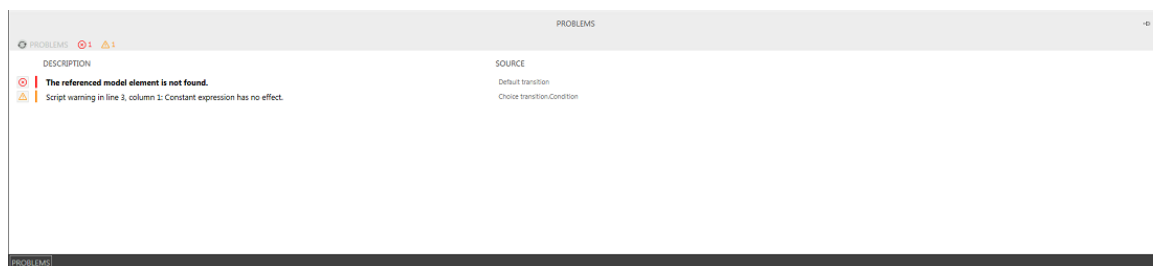 PROBLEMS
PROBLEMS 1 1
DESCRIPTION SOURCE
The referenced model element is not found. Default transition
Script warning in line 3, column 1: Constant expression has no effect. Choice transition.Condition
PROBLEMS